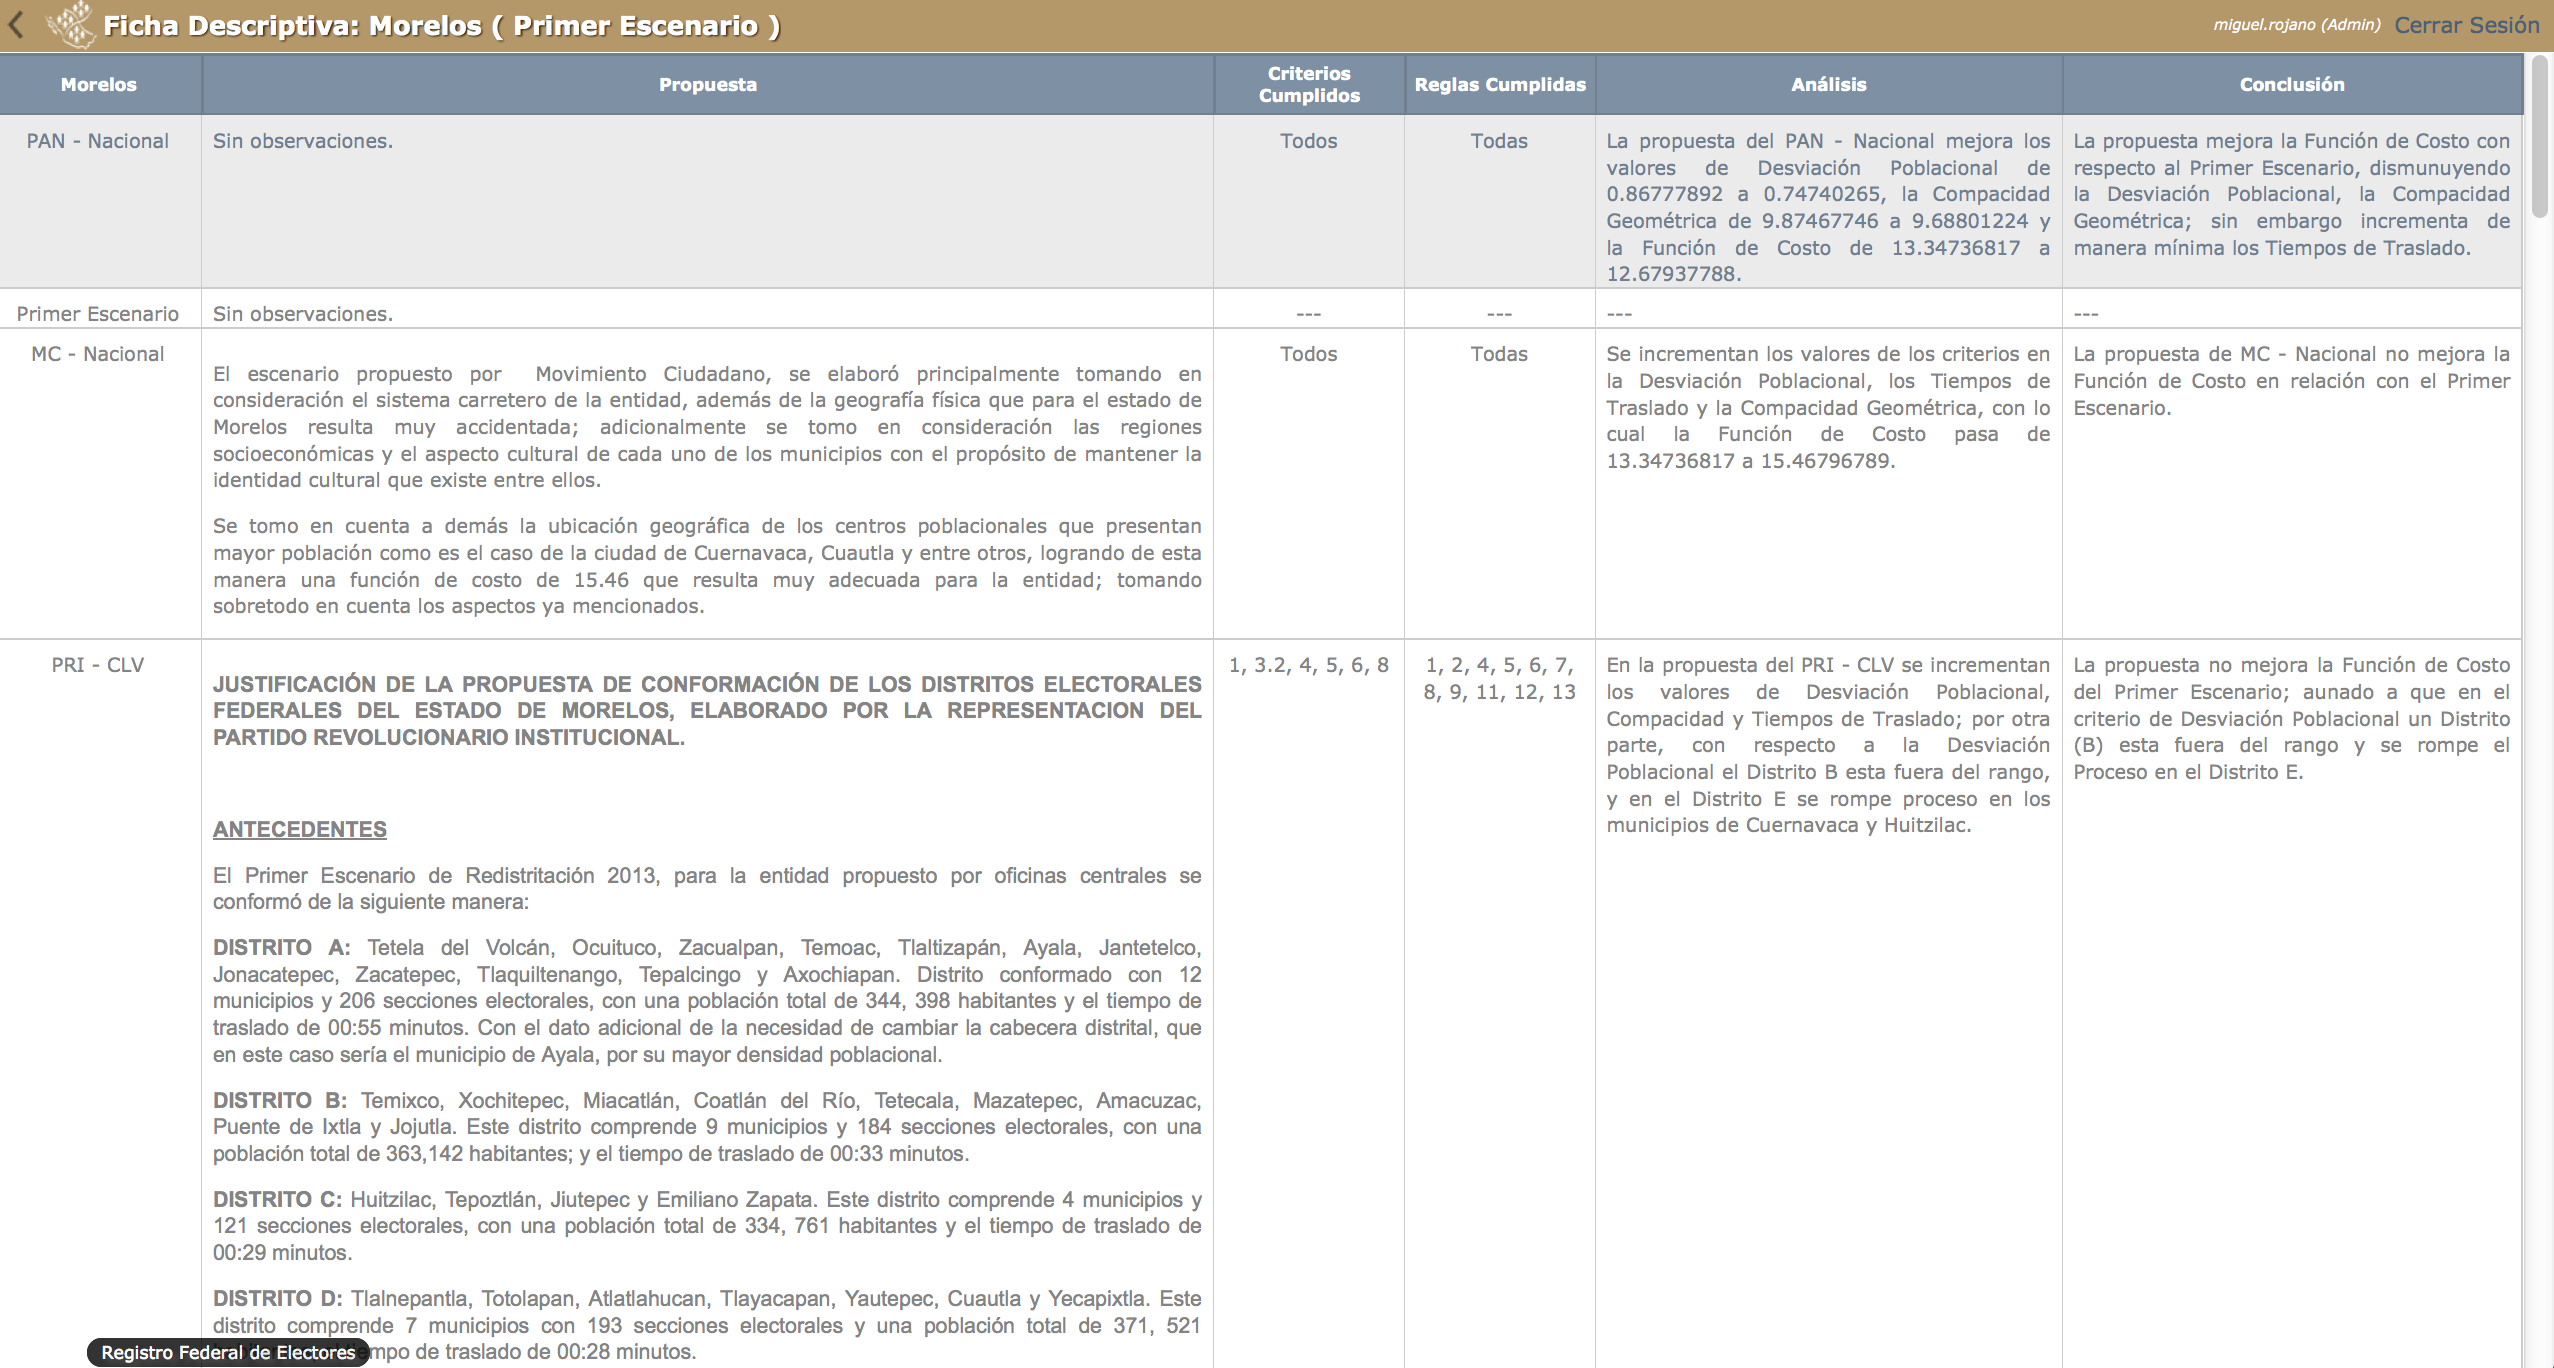 Ficha Descriptiva: Morelos ( Primer Escenario )
miguel.rojano (Admin) Cerrar Sesión
Morelos
Propuesta
Criterios
Cumplidos
Reglas Cumplidas
Análisis
Conclusión
PAN - Nacional
Sin observaciones.
Todos
Todas
La propuesta del PAN - Nacional mejora los
valores de Desviación Poblacional de
0.86777892 a 0.74740265, la Compacidad
Geométrica de 9.87467746 a 9.68801224 y
la Función de Costo de 13.34736817 a
12.67937788.
La propuesta mejora la Función de Costo con
respecto al Primer Escenario, dismunuyendo
la Desviación Poblacional, la Compacidad
Geométrica; sin embargo incrementa de
manera mínima los Tiempos de Traslado.
Primer Escenario
Sin observaciones.
---
---
---
---
MC - Nacional
El escenario propuesto por Movimiento Ciudadano, se elaboró principalmente tomando en
consideración el sistema carretero de la entidad, además de la geografía física que para el estado de
Morelos resulta muy accidentada; adicionalmente se tomo en consideración las regiones
socioeconómicas y el aspecto cultural de cada uno de los municipios con el propósito de mantener la
identidad cultural que existe entre ellos.
Se tomo en cuenta a demás la ubicación geográfica de los centros poblacionales que presentan
mayor población como es el caso de la ciudad de Cuernavaca, Cuautla y entre otros, logrando de esta
manera una función de costo de 15.46 que resulta muy adecuada para la entidad; tomando
sobretodo en cuenta los aspectos ya mencionados.
Todos
Todas
Se incrementan los valores de los criterios en
la Desviación Poblacional, los Tiempos de
Traslado y la Compacidad Geométrica, con lo
cual la Función de Costo pasa de
13.34736817 a 15.46796789.
La propuesta de MC - Nacional no mejora la
Función de Costo en relación con el Primer
Escenario.
PRI - CLV
JUSTIFICACIÓN DE LA PROPUESTA DE CONFORMACIÓN DE LOS DISTRITOS ELECTORALES
FEDERALES DEL ESTADO DE MORELOS, ELABORADO POR LA REPRESENTACION DEL
PARTIDO REVOLUCIONARIO INSTITUCIONAL.
ANTECEDENTES
El Primer Escenario de Redistritación 2013, para la entidad propuesto por oficinas centrales se
conformó de la siguiente manera:
DISTRITO A: Tetela del Volcán, Ocuituco, Zacualpan, Temoac, Tlaltizapán, Ayala, Jantetelco,
Jonacatepec, Zacatepec, Tlaquiltenango, Tepalcingo y Axochiapan. Distrito conformado con 12
municipios y 206 secciones electorales, con una población total de 344, 398 habitantes y el tiempo de
traslado de 00:55 minutos. Con el dato adicional de la necesidad de cambiar la cabecera distrital, que
en este caso sería el municipio de Ayala, por su mayor densidad poblacional.
DISTRITO B: Temixco, Xochitepec, Miacatlán, Coatlán del Río, Tetecala, Mazatepec, Amacuzac,
Puente de Ixtla y Jojutla. Este distrito comprende 9 municipios y 184 secciones electorales, con una
población total de 363,142 habitantes; y el tiempo de traslado de 00:33 minutos.
DISTRITO C: Huitzilac, Tepoztlán, Jiutepec y Emiliano Zapata. Este distrito comprende 4 municipios y
121 secciones electorales, con una población total de 334, 761 habitantes y el tiempo de traslado de
00:29 minutos.
DISTRITO D: Tlalnepantla, Totolapan, Atlatlahucan, Tlayacapan, Yautepec, Cuautla y Yecapixtla. Este
distrito comprende 7 municipios con 193 secciones electorales y una población total de 371, 521
mpo de traslado de 00:28 minutos.
1, 3.2, 4, 5, 6, 8
1, 2, 4, 5, 6, 7,
8, 9, 11, 12, 13
En la propuesta del PRI - CLV se incrementan
los valores de Desviación Poblacional,
Compacidad y Tiempos de Traslado; por otra
parte, con respecto a la Desviación
Poblacional el Distrito B esta fuera del rango,
y en el Distrito E se rompe proceso en los
municipios de Cuernavaca y Huitzilac.
La propuesta no mejora la Función de Costo
del Primer Escenario; aunado a que en el
criterio de Desviación Poblacional un Distrito
(B) esta fuera del rango y se rompe el
Proceso en el Distrito E.
Registro Federal de Electores